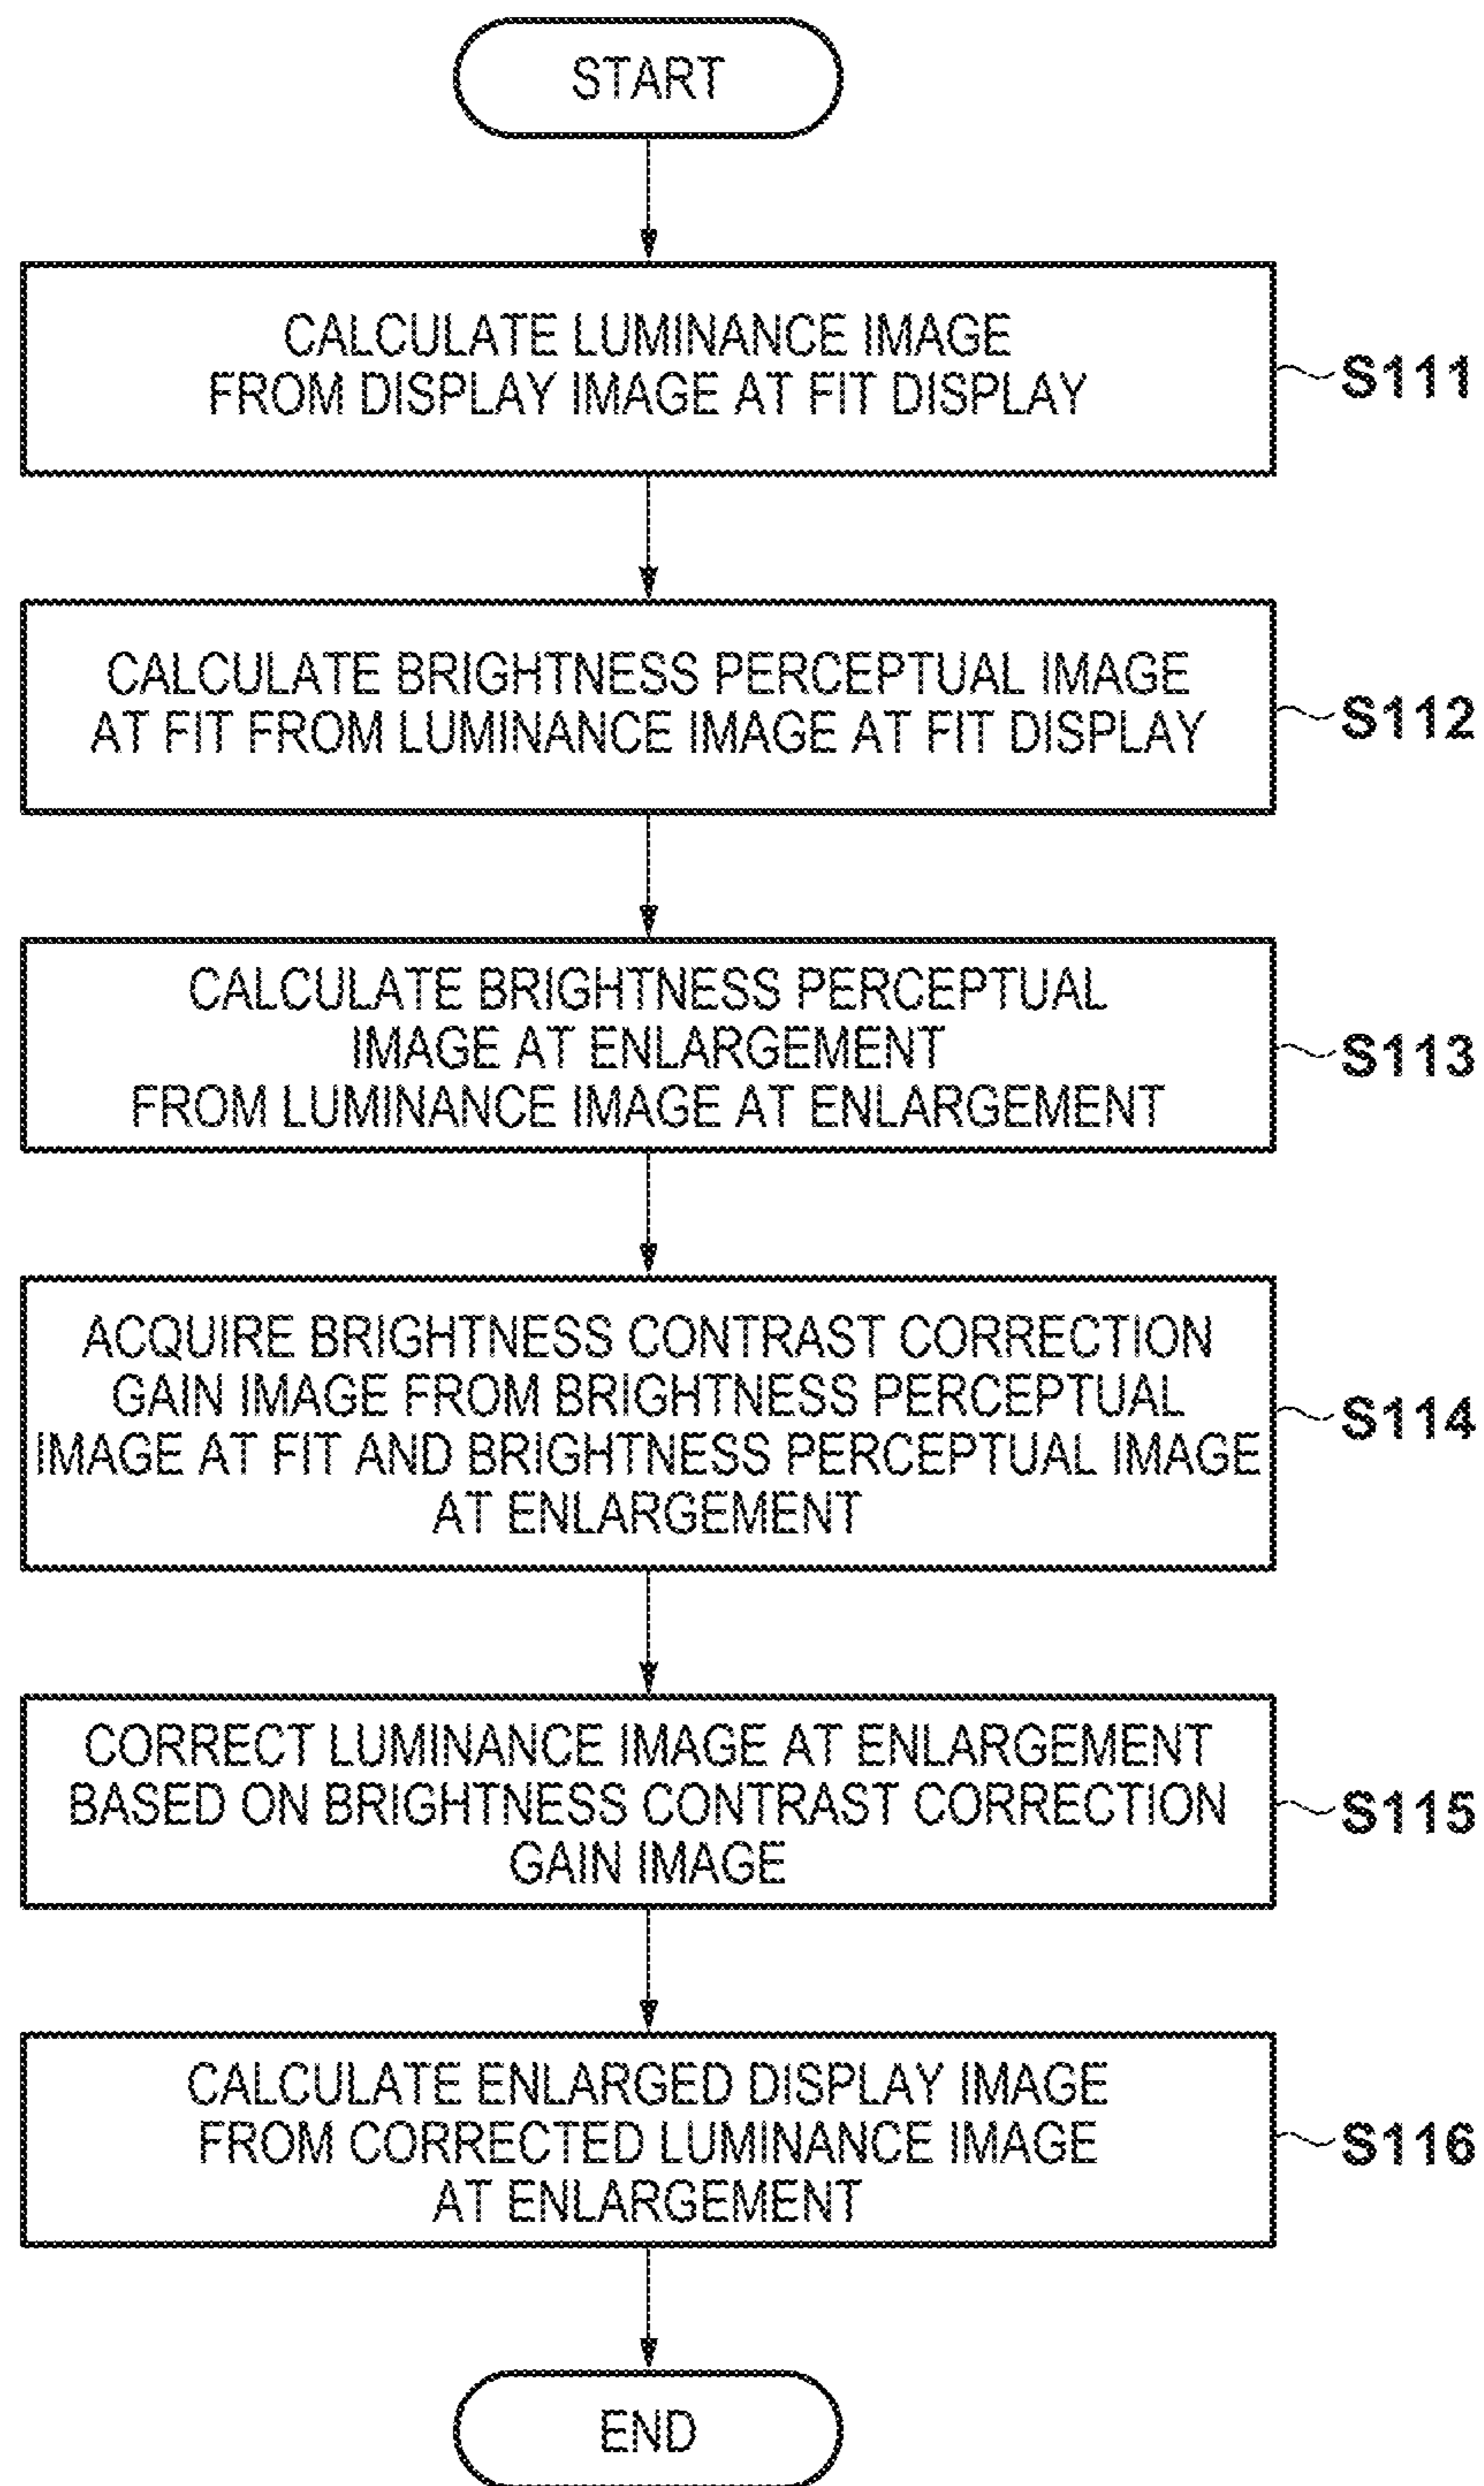 START
CALCULATE LUMINANCE IMAGE
FROM DISPLAY IMAGE AT FIT DISPLAY
S111
CALCULATE BRIGHTNESS PERCEPTUAL IMAGE
AT FIT FROM LUMINANCE IMAGE AT FIT DISPLAY
S112
CALCULATE BRIGHTNESS PERCEPTUAL
IMAGE AT ENLARGEMENT
FROM LUMINANCE IMAGE AT ENLARGEMENT
S113
ACQUIRE BRIGHTNESS CONTRAST CORRECTION
GAIN IMAGE FROM BRIGHTNESS PERCEPTUAL
IMAGE AT FIT AND BRIGHTNESS PERCEPTUAL IMAGE
AT ENLARGEMENT
S114
CORRECT LUMINANCE IMAGE AT ENLARGEMENT
BASED ON BRIGHTNESS CONTRAST CORRECTION
GAIN IMAGE
S115
CALCULATE ENLARGED DISPLAY IMAGE
FROM CORRECTED LUMINANCE IMAGE
AT ENLARGEMENT
S116
END